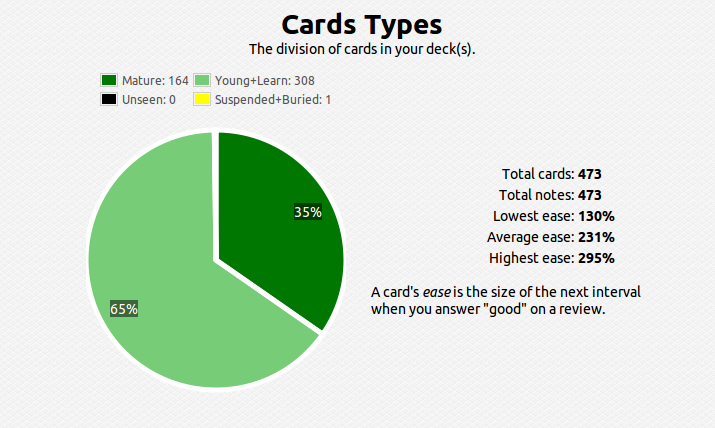 Cards Types
The division of cards in your deck(s).
Mature: 164 Young+Learn: 308
Unseen: 0 Suspended+Buried: 1
35%
65%
Total cards: 473
Total notes: 473
Lowest ease: 130%
Average ease: 231%
Highest ease: 295%
A card's ease is the size of the next interval
when you answer "good" on a review.